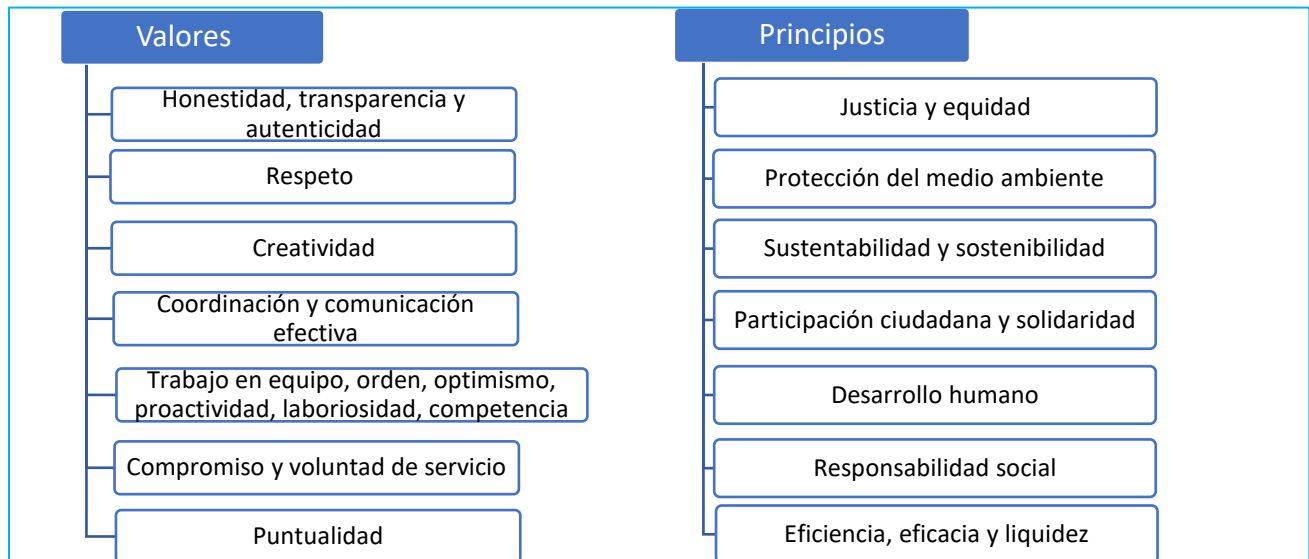 Valores
Honestidad, transparencia y
autenticidad
Respeto
Creatividad
Coordinación y comunicación
efectiva
Trabajo en equipo, orden, optimismo,
proactividad, laboriosidad, competencia
Compromiso y voluntad de servicio
Puntualidad
Principios
Justicia y equidad
Protección del medio ambiente
Sustentabilidad y sostenibilidad
Participación ciudadana y solidaridad
Desarrollo humano
Responsabilidad social
Eficiencia, eficacia y liquidez